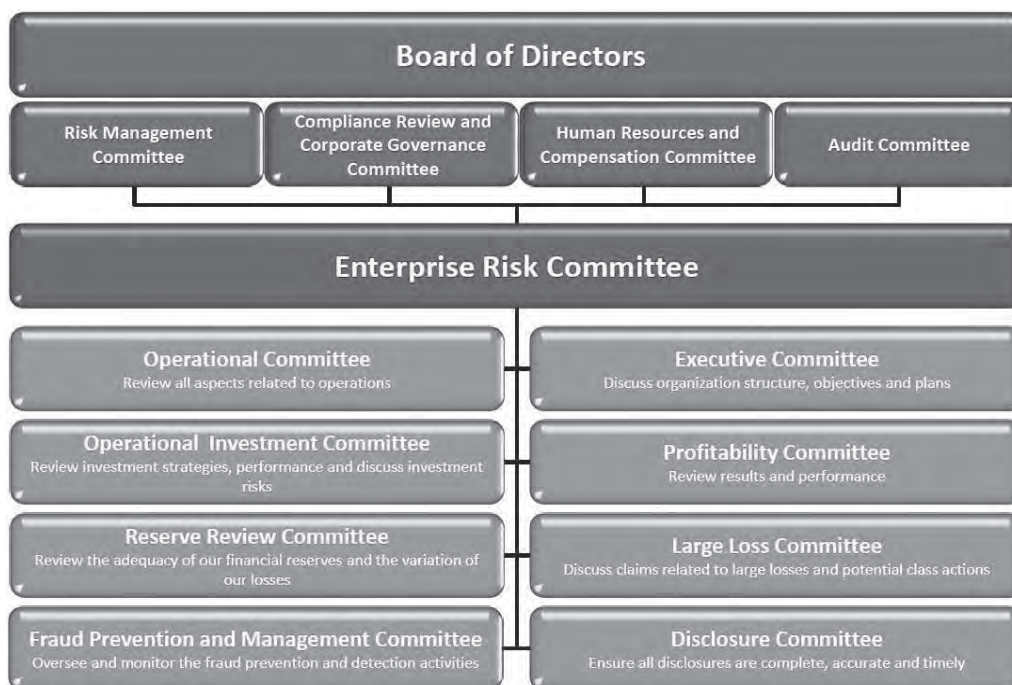 Board of Directors
Risk Management
Committee
Compliance Review and
Corporate Governance
Committee
Human Resources and
Compensation Committee
Audit Committee
Enterprise Risk Committee
Operational Committee
Review all aspects related to operations
Executive Committee
Discuss organization structure, objectives and plans
Operational Investment Committee
Review investment strategies, performance and discuss investment
risks
Profitability Committee
Review results and performance
Reserve Review Committee
Review the adequacy of our financial reserves and the variation of
our losses
Large Loss Committee
Discuss claims related to large losses and potential class actions
Fraud Prevention and Management Committee
Oversee and monitor the fraud prevention and detection activities
Disclosure Committee
Ensure all disclosures are complete, accurate and timely